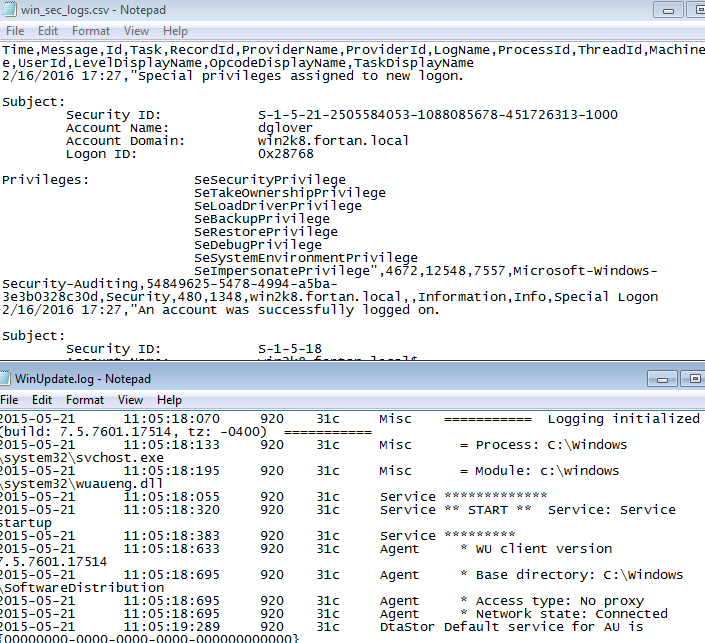 win_sec_logs.csv - Notepad
File Edit Format View Help
Time,Message,Id,Task,RecordId,ProviderName,ProviderId,LogName,ProcessId,ThreadId,Machine
e,UserId,LevelDisplayName,OpcodeDisplayName,TaskDisplayName
2/16/2016 17:27,"Special privileges assigned to new logon.
Subject:
Security ID: S-1-5-21-2505584053-1088085678-451726313-1000
Account Name: dglover
Account Domain: win2k8.fortan.local
Logon ID: 0x28768
Privileges: SeSecurityPrivilege
SeTakeOwnershipPrivilege
SeLoadDriverPrivilege
SeBackupPrivilege
SeRestorePrivilege
SeDebugPrivilege
SeSystemEnvironmentPrivilege
SeImpersonatePrivilege",4672,12548,7557,Microsoft-Windows-
Security-Auditing,54849625-5478-4994-a5ba-
3e3b0328c30d,Security,480,1348,win2k8.fortan.local,,Information,Info,Special Logon
2/16/2016 17:27,"An account was successfully logged on.
Subject:
Security ID: S-1-5-18
WinUpdate.log - Notepad
File Edit Format View Help
2015-05-21 11:05:18:070 920 31c Misc =========== Logging initialized
(build: 7.5.7601.17514, tz: -0400) ===========
2015-05-21 11:05:18:133 920 31c Misc = Process: C:\Windows
\system32\svchost.exe
2015-05-21 11:05:18:195 920 31c Misc = Module: c:\windows
\system32\wuaueng.dll
2015-05-21 11:05:18:055 920 31c Service *************
2015-05-21 11:05:18:320 920 31c Service ** START ** Service: Service
startup
2015-05-21 11:05:18:383 920 31c Service *********
2015-05-21 11:05:18:633 920 31c Agent * WU client version
7.5.7601.17514
2015-05-21 11:05:18:695 920 31c Agent * Base directory: C:\Windows
\SoftwareDistribution
2015-05-21 11:05:18:695 920 31c Agent * Access type: No proxy
2015-05-21 11:05:18:695 920 31c Agent * Network state: Connected
2015-05-21 11:05:19:289 920 31c DtaStor Default service for AU is
{00000000-0000-0000-0000-000000000000}